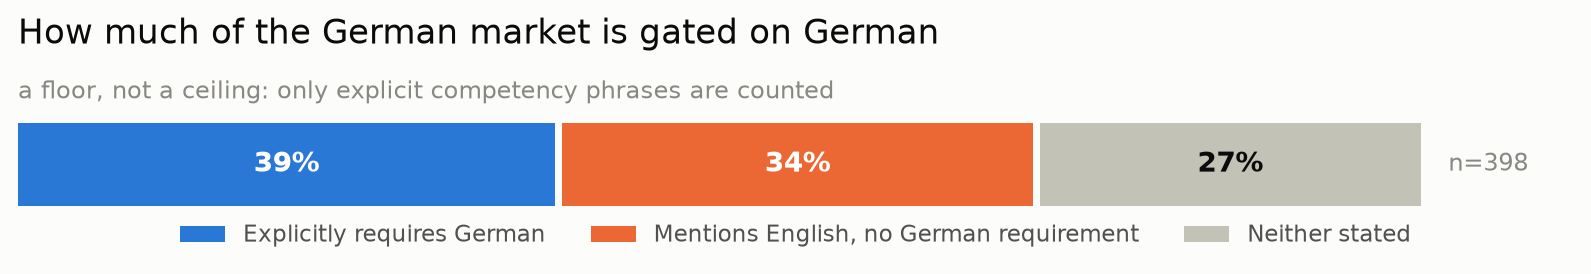 How much of the German market is gated on German
a floor, not a ceiling: only explicit competency phrases are counted
39% 34% 27% n=398
Explicitly requires German Mentions English, no German requirement Neither stated